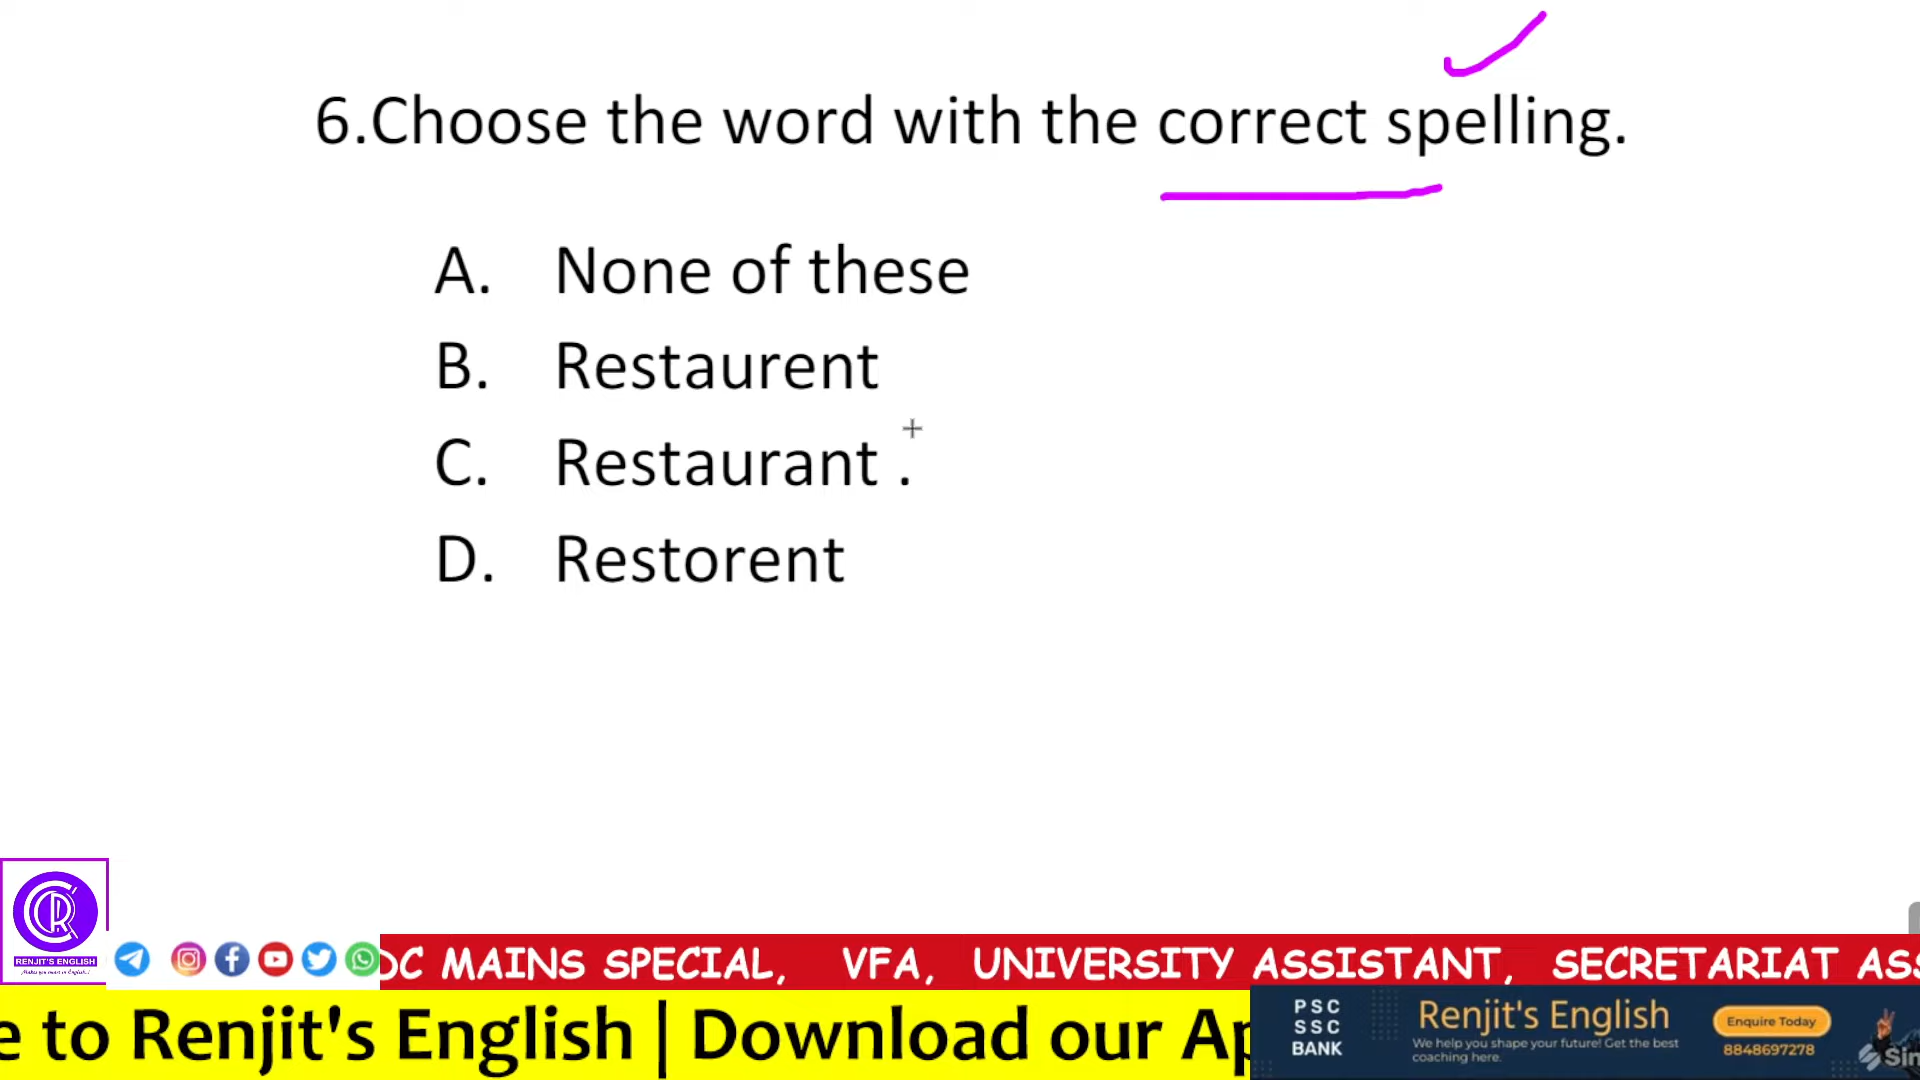 6.Choose the word with the correct spelling.
A. None of these
B. Restaurent
C. Restaurant .
D. Restorent
RENJIT'S ENGLISH
MAINS SPECIAL, VFA, UNIVERSITY ASSISTANT, SECRETARIAT
to Renjit's English | Download our
PSC
SSC
BANK
Renjit's English
We help you shape your future! Get the best
coaching here.
Enquire Today
8848697278